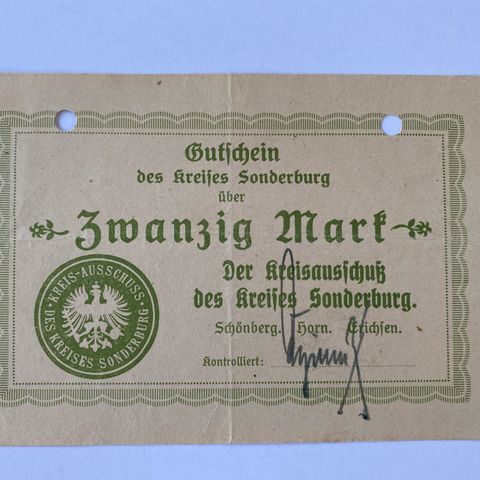 Gutschein
des Kreises Sonderburg
über
Zwanzig Mark
Der Kreisausschuß
des Kreises Sonderburg.
Schönberg. Horn. Erichsen.
Kontrolliert:
KREIS-AUSSCHUSS
DES KREISES SONDERBURG